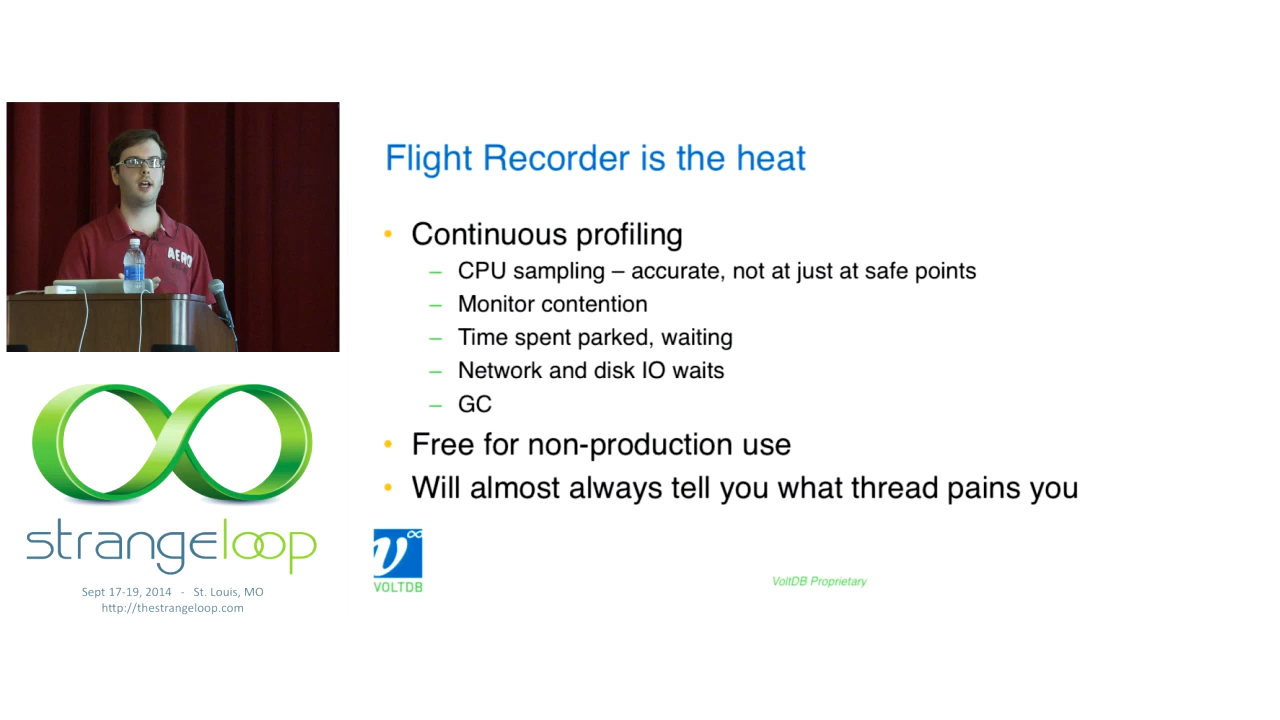 Flight Recorder is the heat
• Continuous profiling
– CPU sampling – accurate, not at just at safe points
– Monitor contention
– Time spent parked, waiting
– Network and disk IO waits
– GC
• Free for non-production use
• Will almost always tell you what thread pains you
VOLTDB
VoltDB Proprietary
AERO
strangeloop
Sept 17-19, 2014 - St. Louis, MO
http://thestrangeloop.com